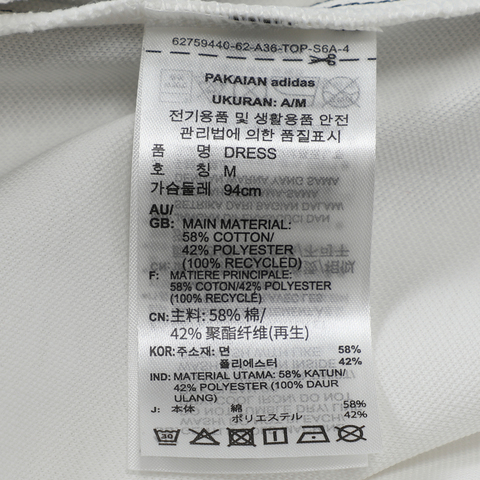 62759440-62-A36-TOP-S6A-4
PAKAIAN adidas
UKURAN: A/M
전기용품 및 생활용품 안전
관리법에 의한 품질표시
품 명 DRESS
호 칭 M
가슴둘레 94cm
AU/
GB: MAIN MATERIAL:
58% COTTON/
42% POLYESTER
(100% RECYCLED)
F: MATIERE PRINCIPALE:
58% COTON/42% POLYESTER
(100% RECYCLÉ)
CN: 主料: 58% 棉/
42% 聚酯纤维(再生)
KOR: 주소재: 면 58%
폴리에스터 42%
IND: MATERIAL UTAMA: 58% KATUN/
42% POLYESTER (100% DAUR
ULANG)
J: 本体 綿 58%
ポリエステル 42%
30